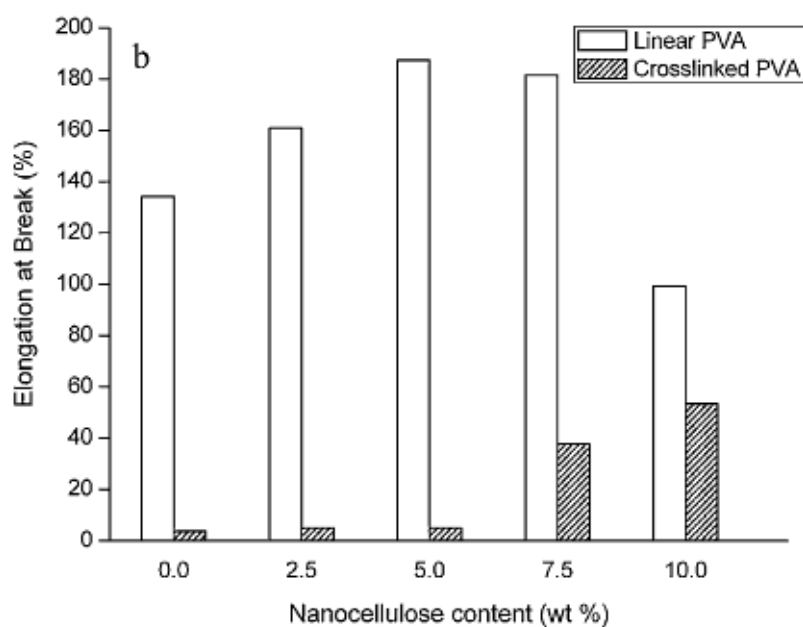 b
Linear PVA
Crosslinked PVA
Elongation at Break (%)
200
180
160
140
120
100
80
60
40
20
0
0.0 2.5 5.0 7.5 10.0
Nanocellulose content (wt %)